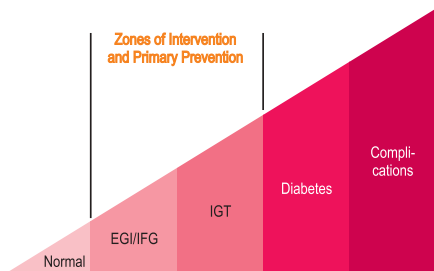 Zones of Intervention
and Primary Prevention
Normal
EGI/IFG
IGT
Diabetes
Compli-
cations